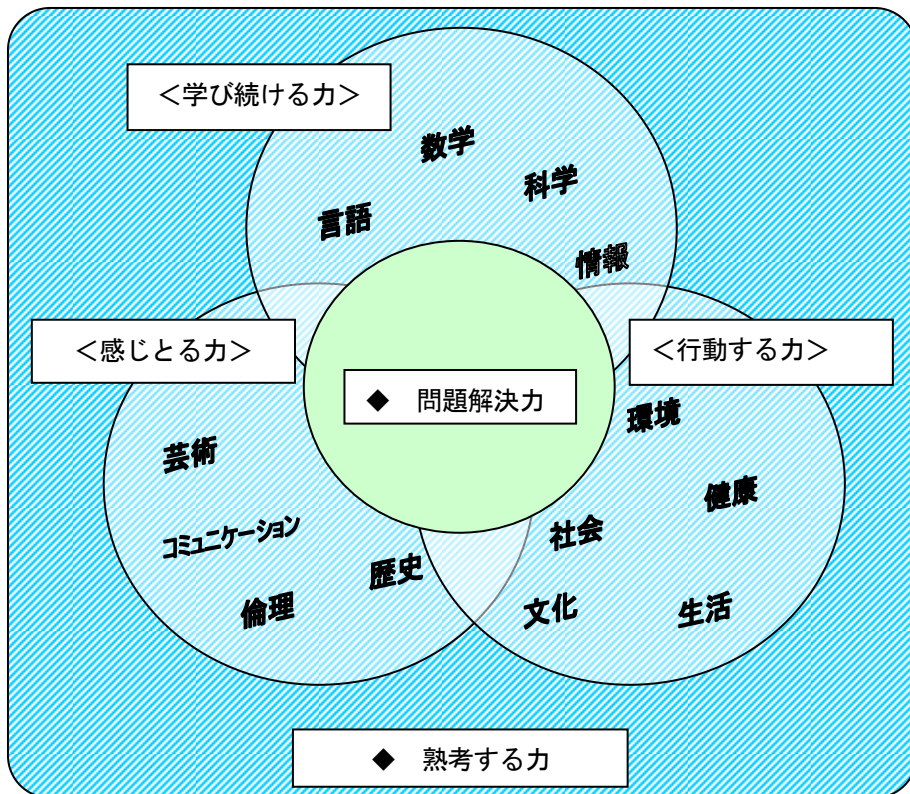 ＜学び続ける力＞
数学
科学
言語
情報
＜感じとる力＞
＜行動する力＞
◆　問題解決力
環境
芸術
健康
コミュニケーション
社会
歴史
倫理
文化
生活
◆　熟考する力